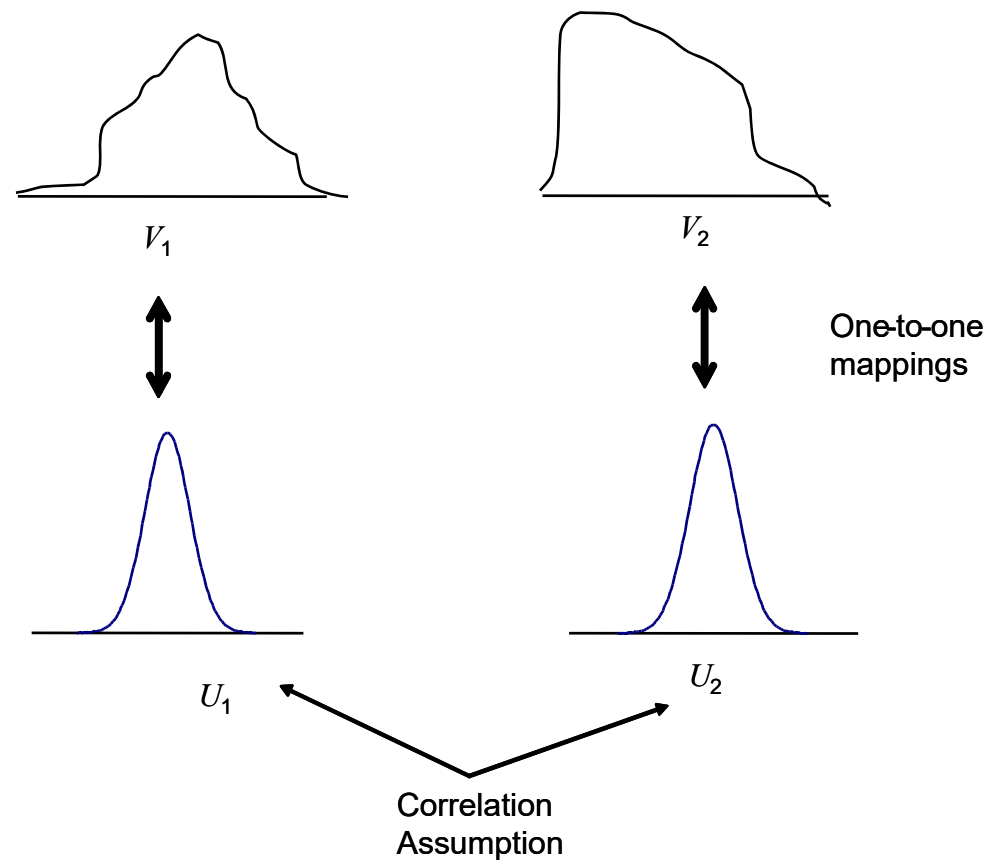 V₁
V₂
One-to-one
mappings
U₁
U₂
Correlation
Assumption